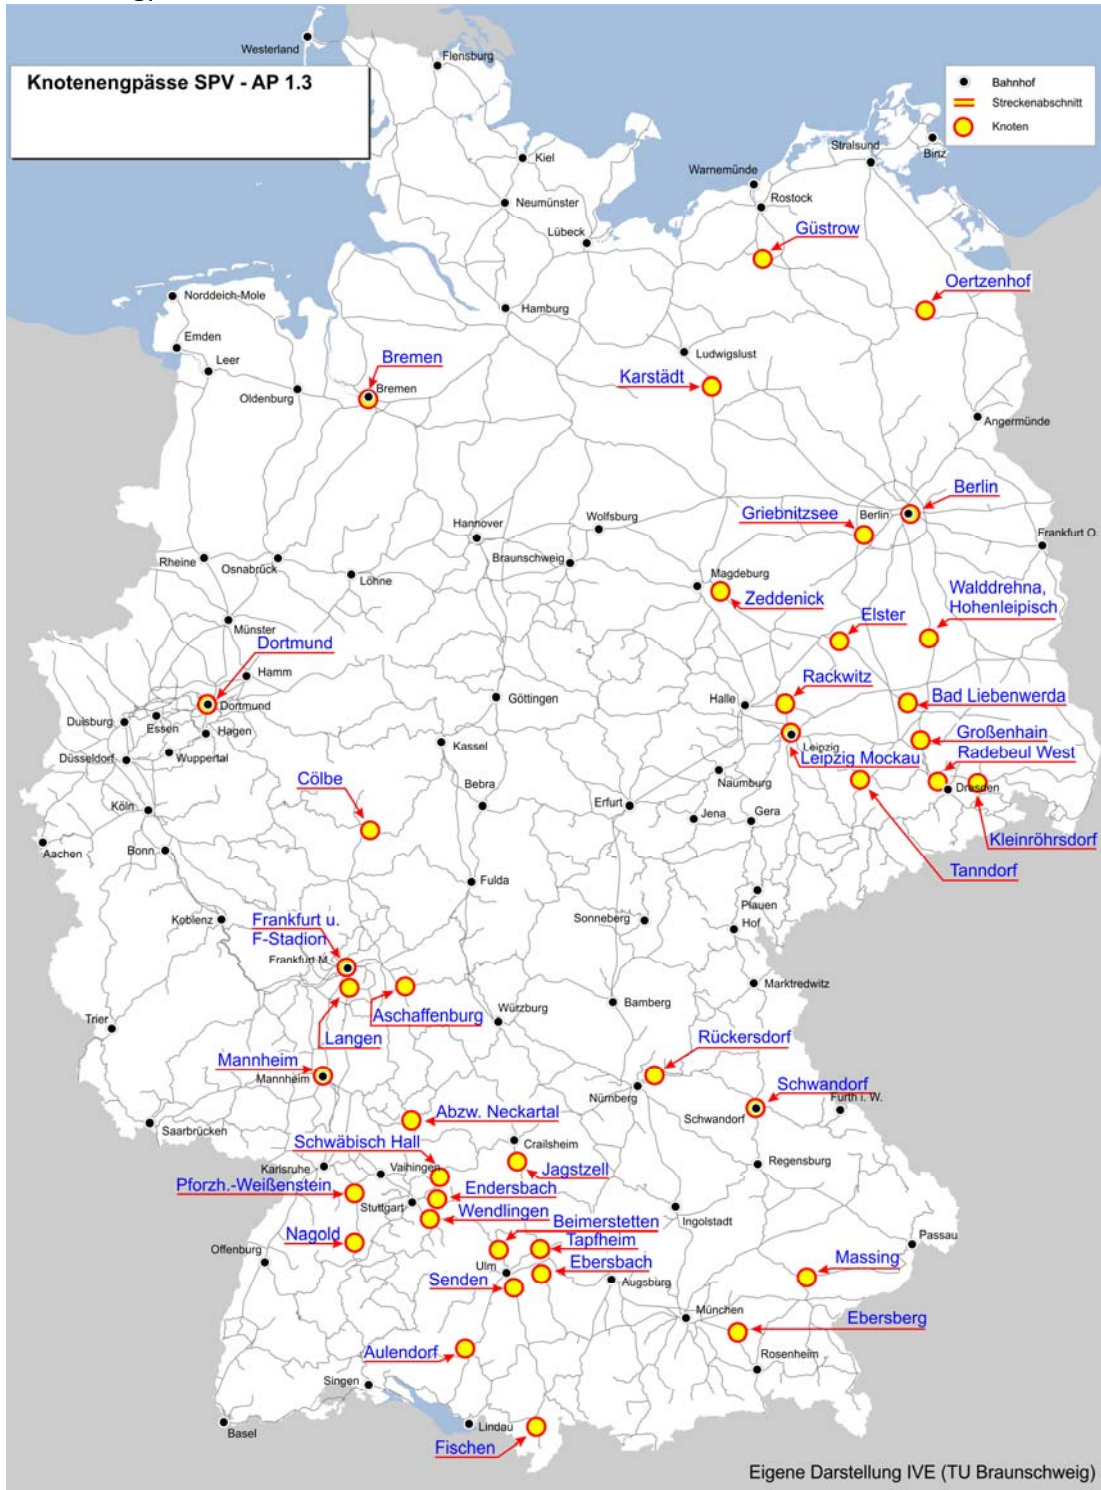 Westerland
Flensburg
Knotenengpässe SPV - AP 1.3
Bahnhof
Streckenabschnitt
Knoten
Kiel
Stralsund
Binz
Warnemünde
Neumünster
Rostock
Lübeck
Güstrow
Oertzenhof
Norddeich-Mole
Hamburg
Emden
Leer
Bremen
Bremen
Oldenburg
Ludwigslust
Karstädt
Angermünde
Berlin
Berlin
Griebnitzsee
Hannover
Wolfsburg
Braunschweig
Frankfurt O.
Rheine
Osnabrück
Löhne
Magdeburg
Zeddenick
Walddrehna,
Hohenleipisch
Elster
Münster
Dortmund
Hamm
Dortmund
Duisburg
Essen
Hagen
Düsseldorf
Wuppertal
Göttingen
Kassel
Halle
Rackwitz
Bad Liebenwerda
Großenhain
Leipzig
Leipzig Mockau
Radebeul West
Dresden
Naumburg
Cölbe
Bebra
Köln
Erfurt
Jena
Gera
Kleinröhrsdorf
Tanndorf
Aachen
Bonn
Fulda
Plauen
Koblenz
Frankfurt u.
F-Stadion
Frankfurt M.
Sonneberg
Hof
Marktredwitz
Aschaffenburg
Langen
Würzburg
Bamberg
Trier
Mannheim
Mannheim
Rückersdorf
Nürnberg
Schwandorf
Schwandorf
Furth i. W.
Saarbrücken
Abzw. Neckartal
Schwäbisch Hall
Crailsheim
Karlsruhe
Vaihingen
Jagstzell
Regensburg
Pforzh.-Weißenstein
Stuttgart
Endersbach
Wendlingen
Beimerstetten
Ingolstadt
Nagold
Tapfheim
Passau
Offenburg
Ulm
Ebersbach
Massing
Senden
Augsburg
München
Ebersberg
Aulendorf
Rosenheim
Singen
Basel
Lindau
Fischen
Eigene Darstellung IVE (TU Braunschweig)